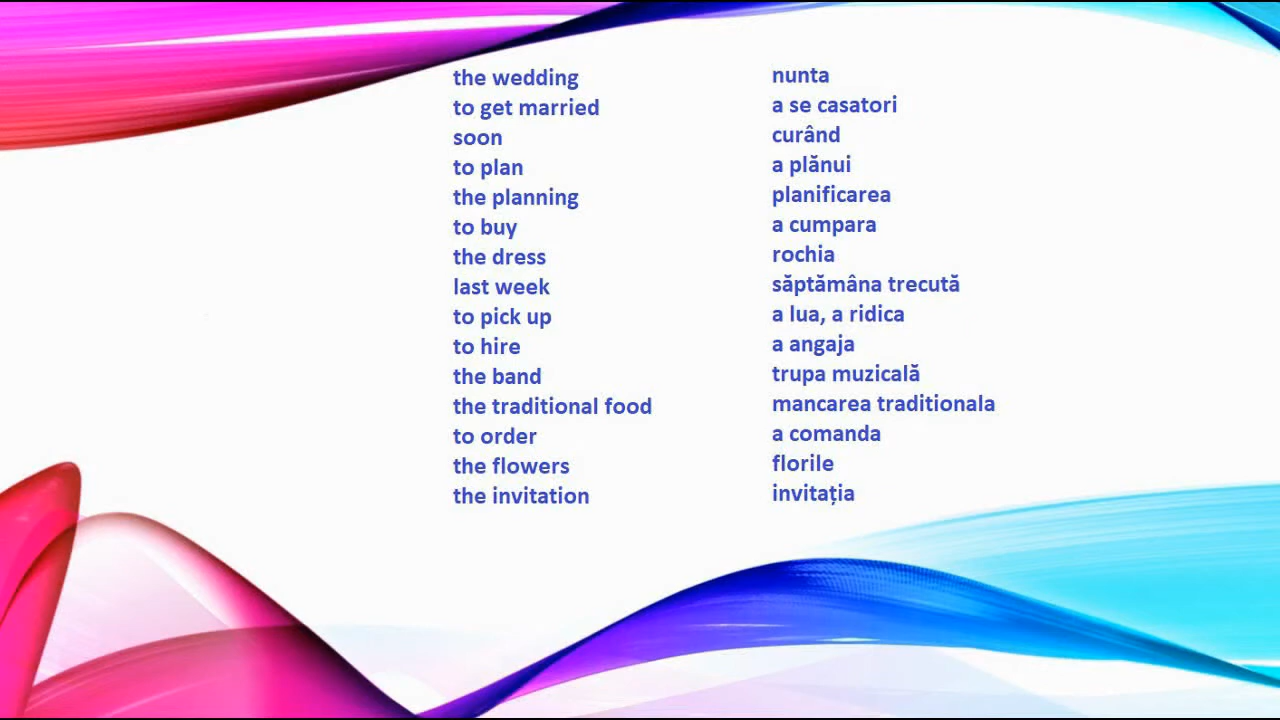 the wedding nunta
to get married a se casatori
soon curând
to plan a plănui
the planning planificarea
to buy a cumpara
the dress rochia
last week săptămâna trecută
to pick up a lua, a ridica
to hire a angaja
the band trupa muzicală
the traditional food mancarea traditionala
to order a comanda
the flowers florile
the invitation invitația